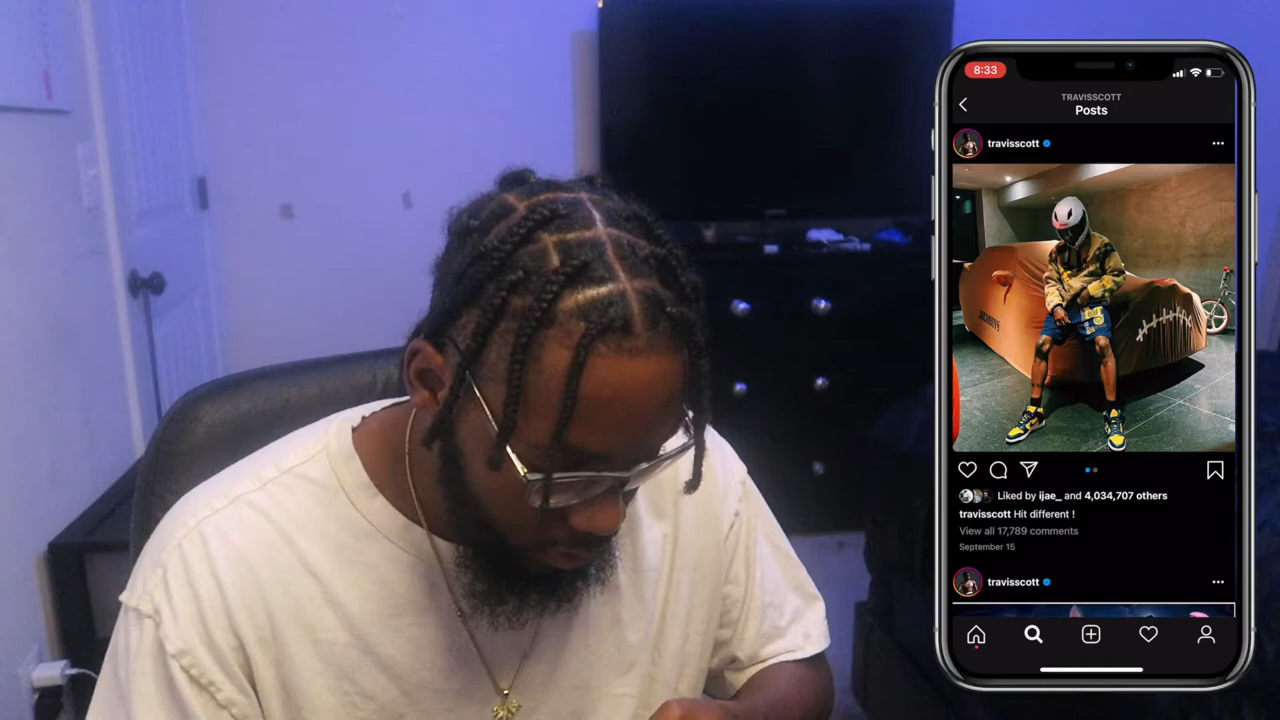 8:33
TRAVISSCOTT
Posts
travisscott
Liked by ijae_ and 4,034,707 others
travisscott Hit different !
View all 17,789 comments
September 15
travisscott